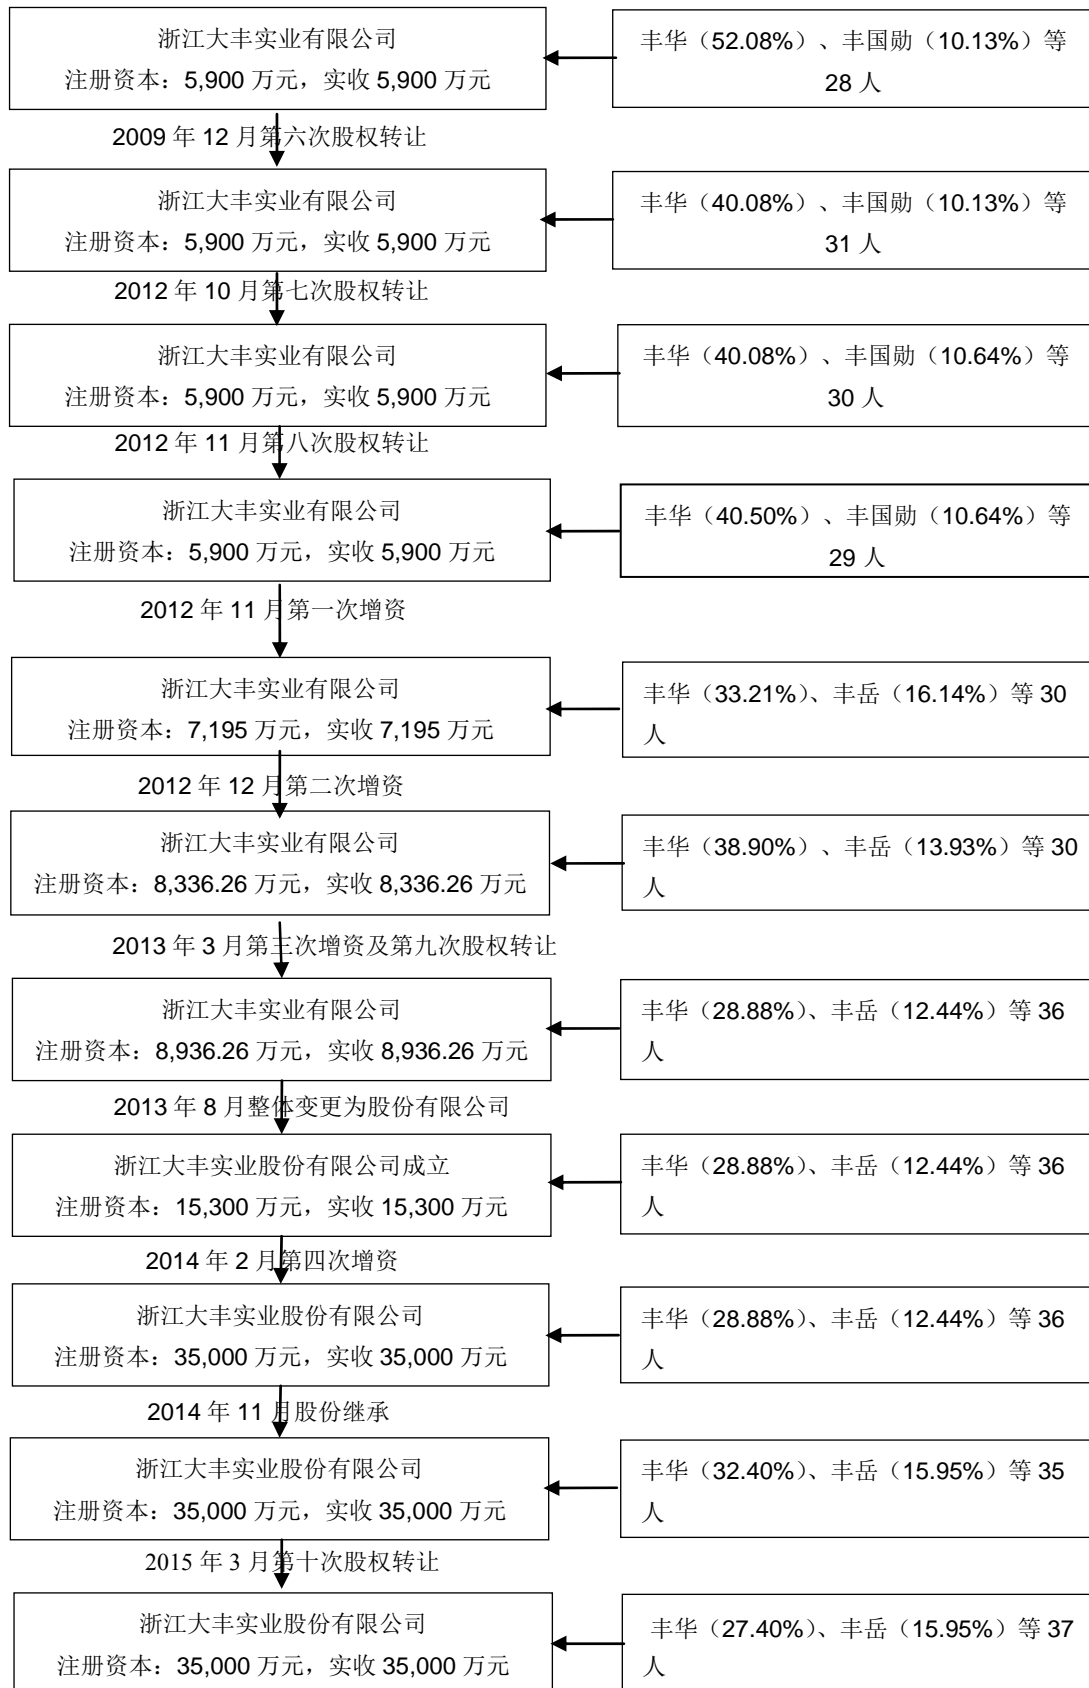 浙江大丰实业有限公司
注册资本：5,900 万元，实收 5,900 万元
丰华（52.08%）、丰国勋（10.13%）等
28 人
2009 年 12 月第六次股权转让
浙江大丰实业有限公司
注册资本：5,900 万元，实收 5,900 万元
丰华（40.08%）、丰国勋（10.13%）等
31 人
2012 年 10 月第七次股权转让
浙江大丰实业有限公司
注册资本：5,900 万元，实收 5,900 万元
丰华（40.08%）、丰国勋（10.64%）等
30 人
2012 年 11 月第八次股权转让
浙江大丰实业有限公司
注册资本：5,900 万元，实收 5,900 万元
丰华（40.50%）、丰国勋（10.64%）等
29 人
2012 年 11 月第一次增资
浙江大丰实业有限公司
注册资本：7,195 万元，实收 7,195 万元
丰华（33.21%）、丰岳（16.14%）等 30
人
2012 年 12 月第二次增资
浙江大丰实业有限公司
注册资本：8,336.26 万元，实收 8,336.26 万元
丰华（38.90%）、丰岳（13.93%）等 30
人
2013 年 3 月第三次增资及第九次股权转让
浙江大丰实业有限公司
注册资本：8,936.26 万元，实收 8,936.26 万元
丰华（28.88%）、丰岳（12.44%）等 36
人
2013 年 8 月整体变更为股份有限公司
浙江大丰实业股份有限公司成立
注册资本：15,300 万元，实收 15,300 万元
丰华（28.88%）、丰岳（12.44%）等 36
人
2014 年 2 月第四次增资
浙江大丰实业股份有限公司
注册资本：35,000 万元，实收 35,000 万元
丰华（28.88%）、丰岳（12.44%）等 36
人
2014 年 11 月股份继承
浙江大丰实业股份有限公司
注册资本：35,000 万元，实收 35,000 万元
丰华（32.40%）、丰岳（15.95%）等 35
人
2015 年 3 月第十次股权转让
浙江大丰实业股份有限公司
注册资本：35,000 万元，实收 35,000 万元
丰华（27.40%）、丰岳（15.95%）等 37
人